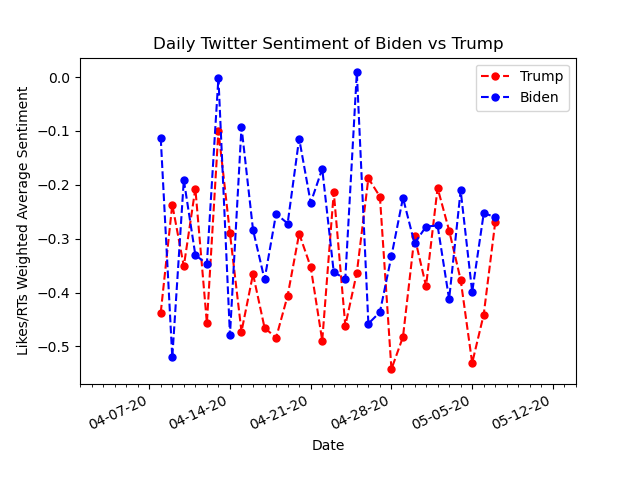 Daily Twitter Sentiment of Biden vs Trump
Trump
Biden
Likes/RTs Weighted Average Sentiment
0.0
−0.1
−0.2
−0.3
−0.4
−0.5
04-07-20
04-14-20
04-21-20
04-28-20
05-05-20
05-12-20
Date